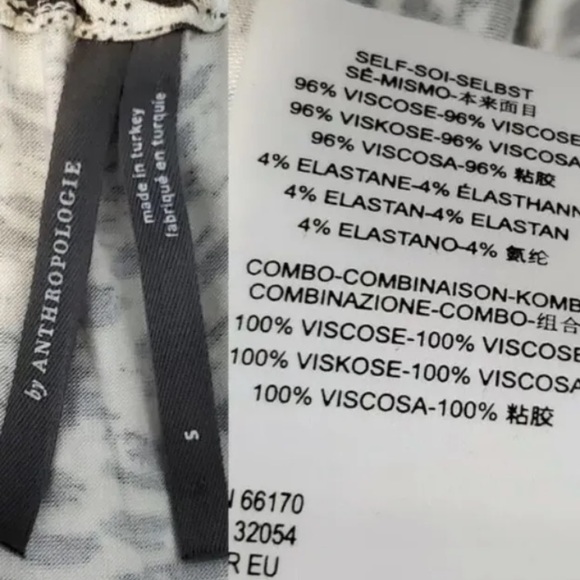 by ANTHROPOLOGIE
made in turkey
fabriqué en turquie
S
SELF-SOI-SELBST
SÉ-MISMO-本来面目
96% VISCOSE-96% VISCOSE
96% VISKOSE-96% VISCOSA
96% VISCOSA-96% 粘胶
4% ELASTANE-4% ÉLASTHANN
4% ELASTAN-4% ELASTAN
4% ELASTANO-4% 氨纶
COMBO-COMBINAISON-KOMB
COMBINAZIONE-COMBO-组合
100% VISCOSE-100% VISCOSE
100% VISKOSE-100% VISCOSA
100% VISCOSA-100% 粘胶
66170
32054
R EU